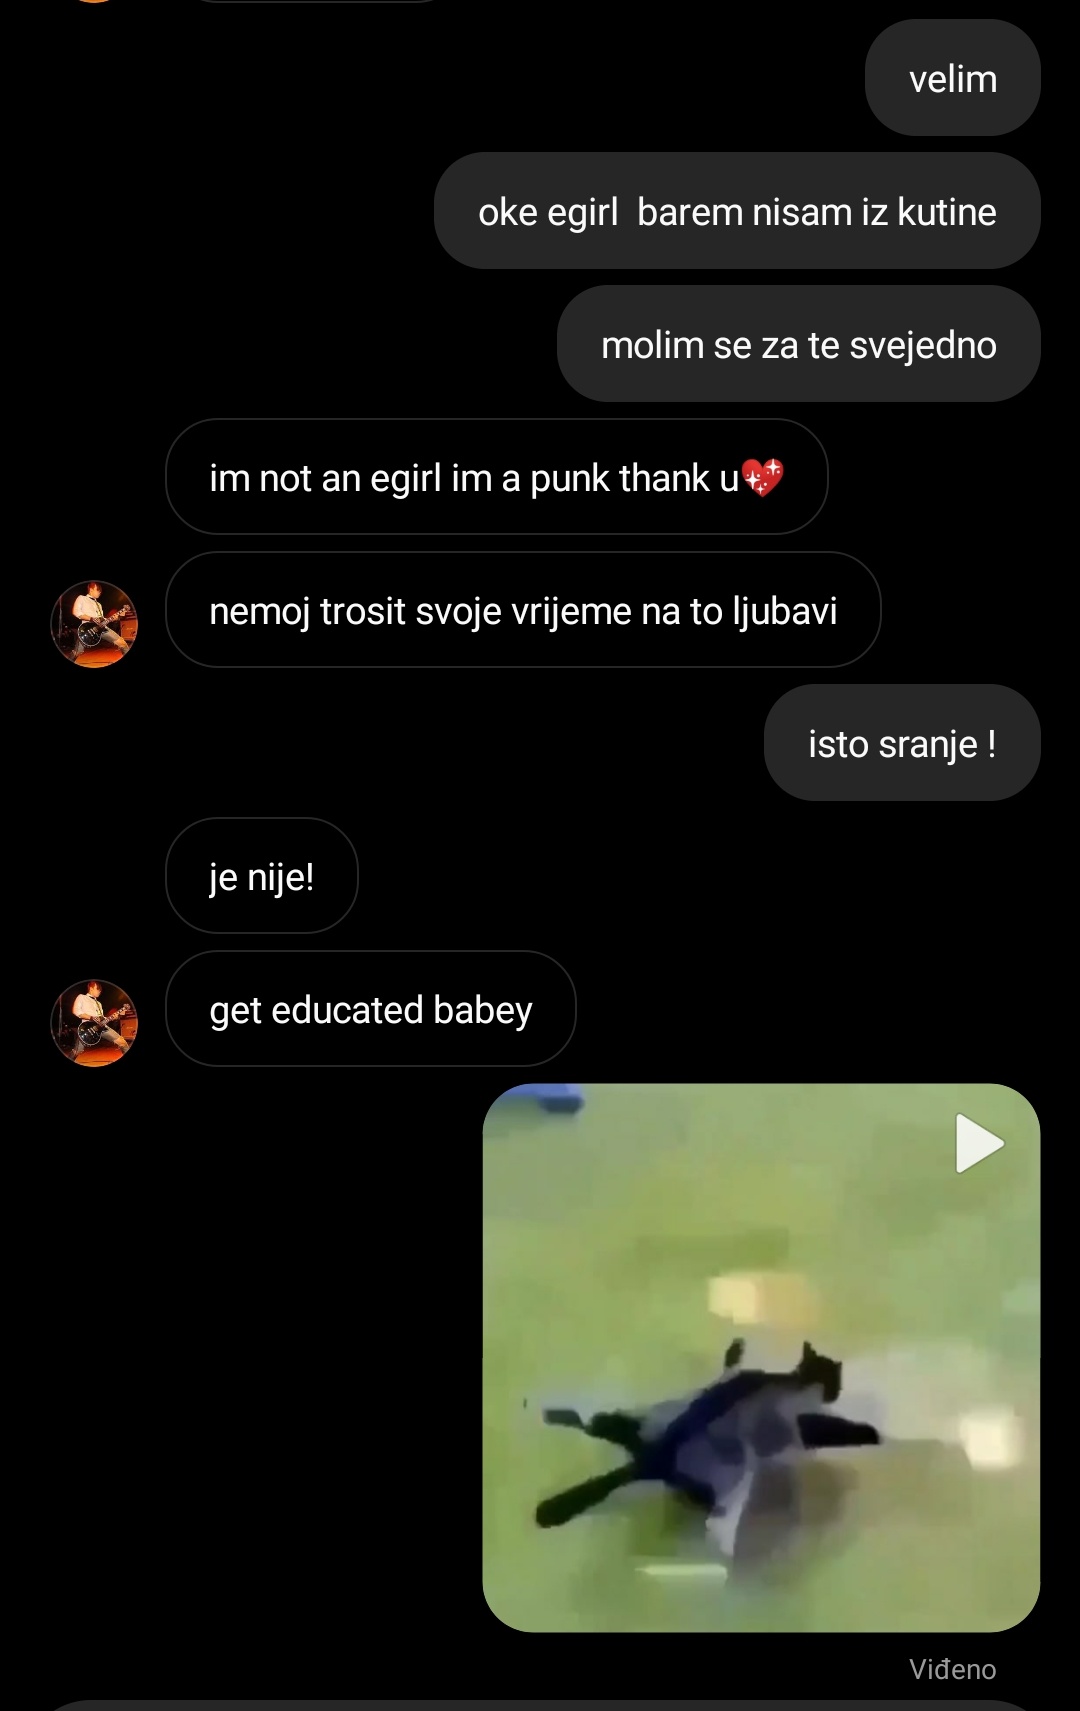 velim
oke egirl  barem nisam iz kutine
molim se za te svejedno
im not an egirl im a punk thank u💖
nemoj trosit svoje vrijeme na to ljubavi
isto sranje !
je nije!
get educated babey
Viđeno